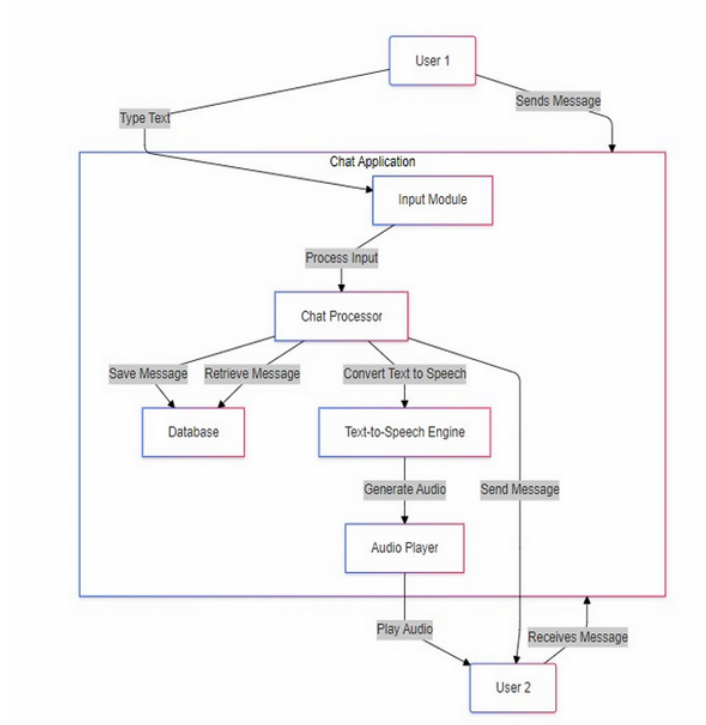 User 1
Sends Message
Type Text
Chat Application
Input Module
Process Input
Chat Processor
Save Message
Retrieve Message
Convert Text to Speech
Database
Text-to-Speech Engine
Generate Audio
Send Message
Audio Player
Play Audio
Receives Message
User 2